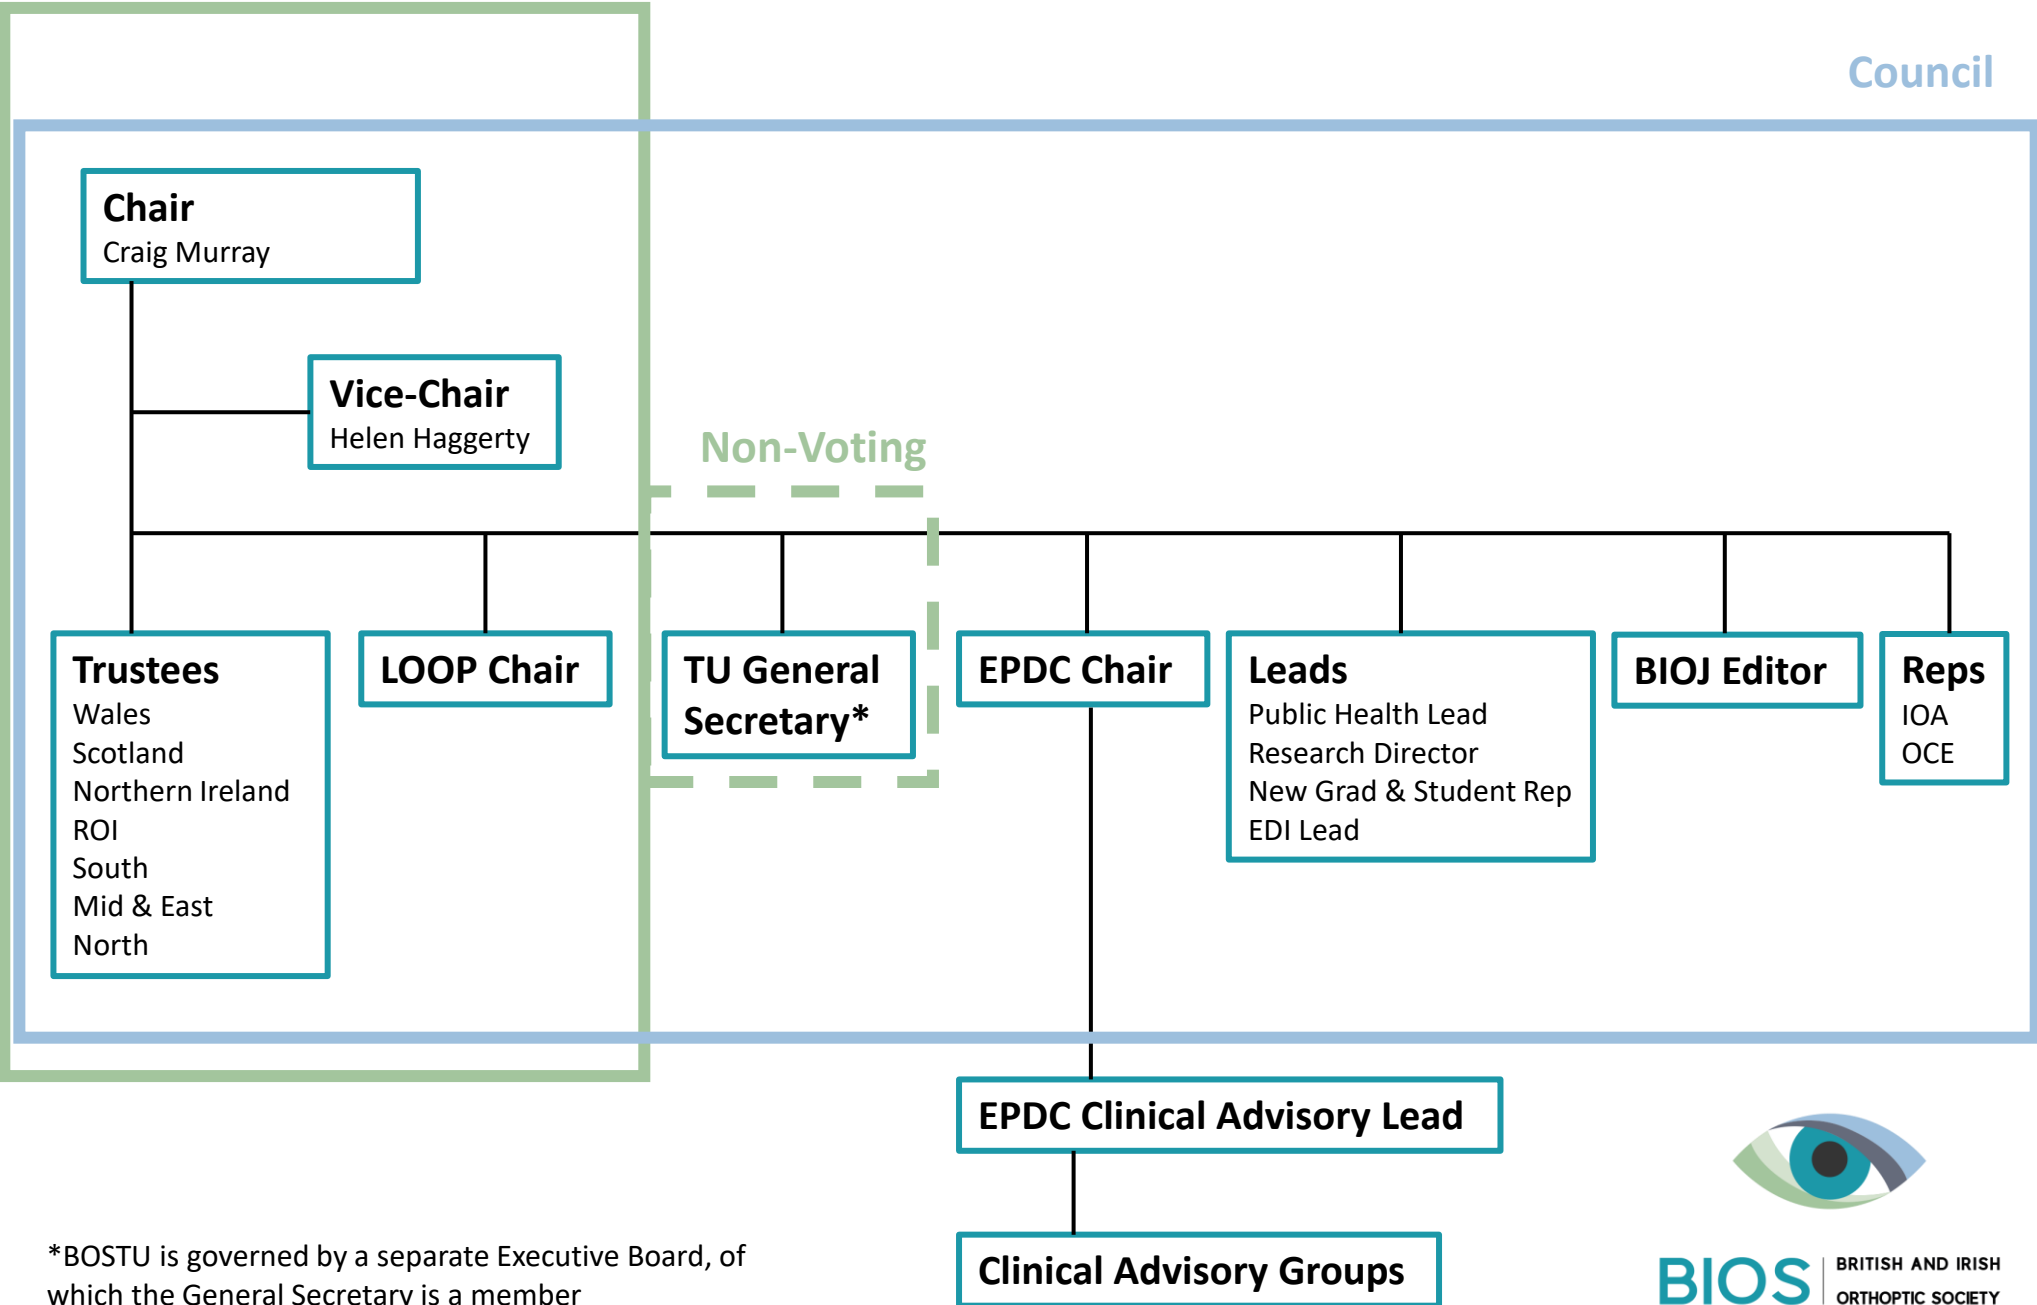 Council
Chair
Craig Murray
Vice-Chair
Helen Haggerty
Non-Voting
Trustees
Wales
Scotland
Northern Ireland
ROI
South
Mid & East
North
LOOP Chair
TU General
Secretary*
EPDC Chair
Leads
Public Health Lead
Research Director
New Grad & Student Rep
EDI Lead
BIOJ Editor
Reps
IOA
OCE
EPDC Clinical Advisory Lead
Clinical Advisory Groups
*BOSTU is governed by a separate Executive Board, of
which the General Secretary is a member
BIOS
BRITISH AND IRISH
ORTHOPTIC SOCIETY